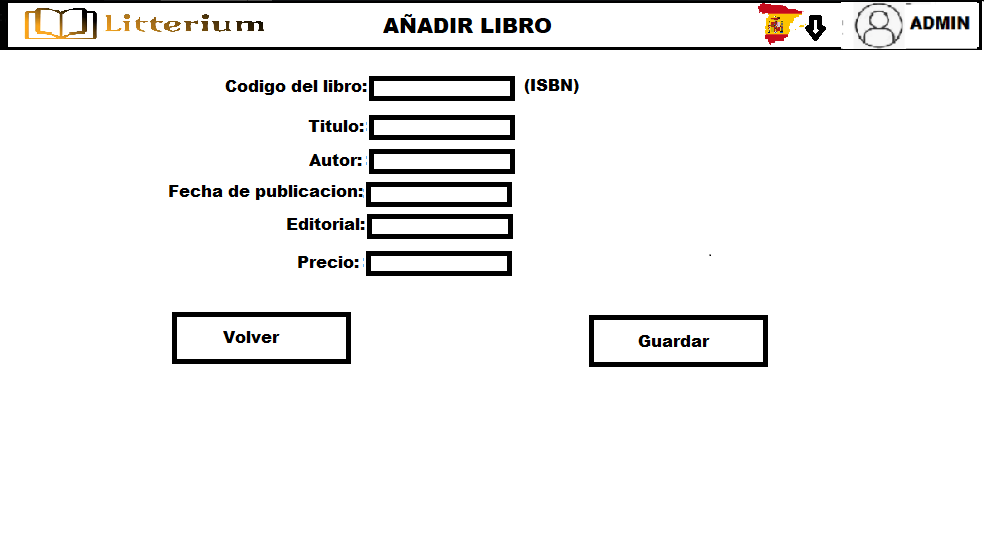 Litterium AÑADIR LIBRO ADMIN
Codigo del libro: (ISBN)
Titulo:
Autor:
Fecha de publicacion:
Editorial:
Precio:
Volver Guardar